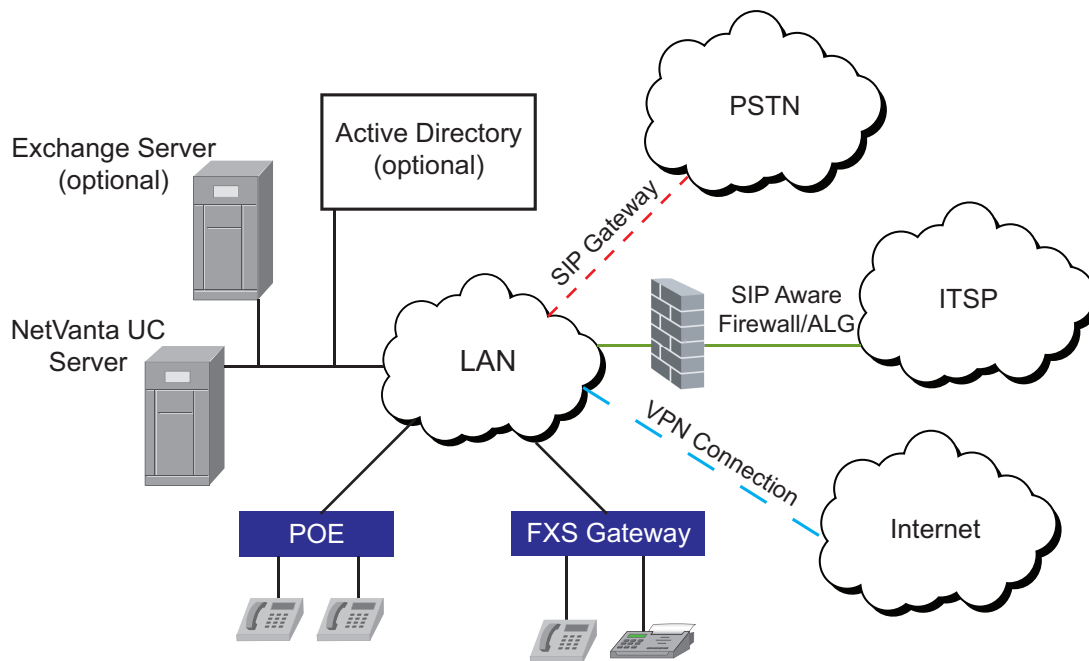 PSTN
Active Directory
(optional)
Exchange Server
(optional)
SIP Gateway
SIP Aware
Firewall/ALG
ITSP
NetVanta UC
Server
LAN
VPN Connection
POE
FXS Gateway
Internet